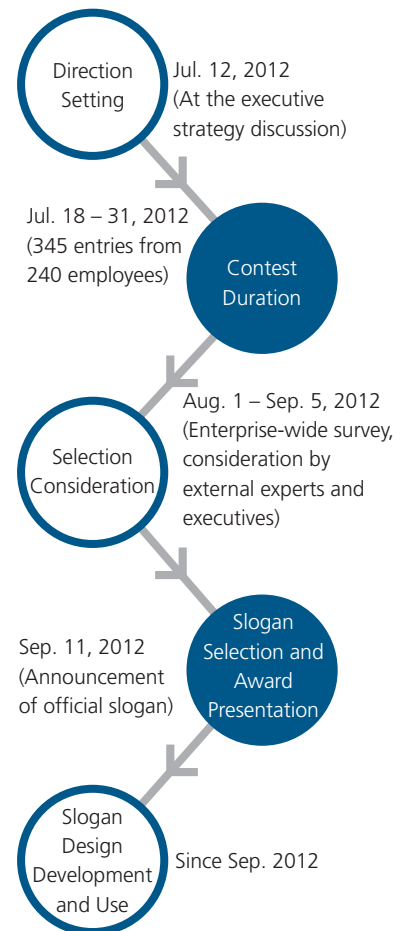 Direction
Setting
Jul. 12, 2012
(At the executive
strategy discussion)
Jul. 18 – 31, 2012
(345 entries from
240 employees)
Contest
Duration
Aug. 1 – Sep. 5, 2012
(Enterprise-wide survey,
consideration by
external experts and
executives)
Selection
Consideration
Slogan
Selection and
Award
Presentation
Sep. 11, 2012
(Announcement
of official slogan)
Slogan
Design
Development
and Use
Since Sep. 2012